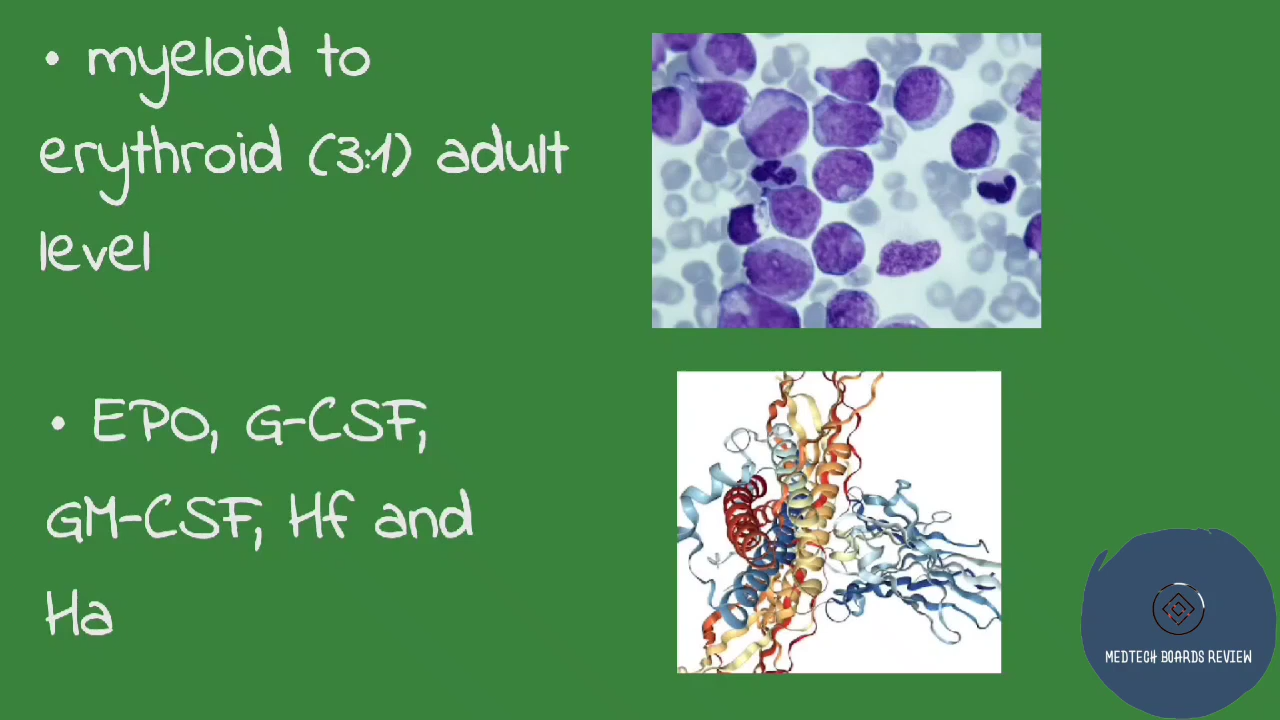 • myeloid to
erythroid (3:1) adult
level
• EPO, G-CSF,
GM-CSF, Hf and
Ha
MEDTECH BOARDS REVIEW